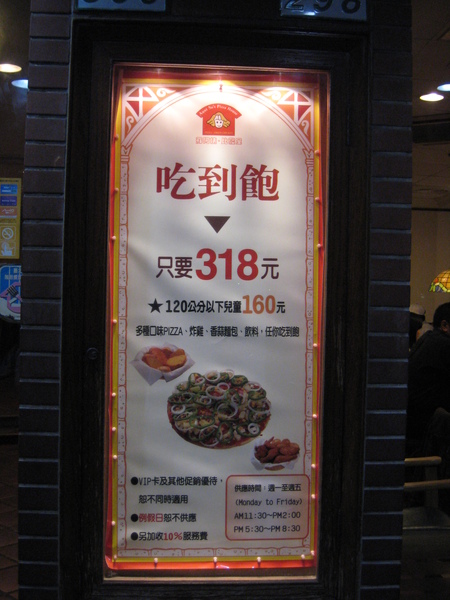 吃到飽
只要318元
★120公分以下兒童160元
多種口味PIZZA、炸雞、香蒜麵包、飲料,任你吃到飽
●VIP卡及其他促銷優待,
恕不同時適用
●例假日恕不供應
●另加收10%服務費
供應時間:週一至週五
(Monday to Friday)
AM11:30~PM2:00
PM5:30~PM8:30